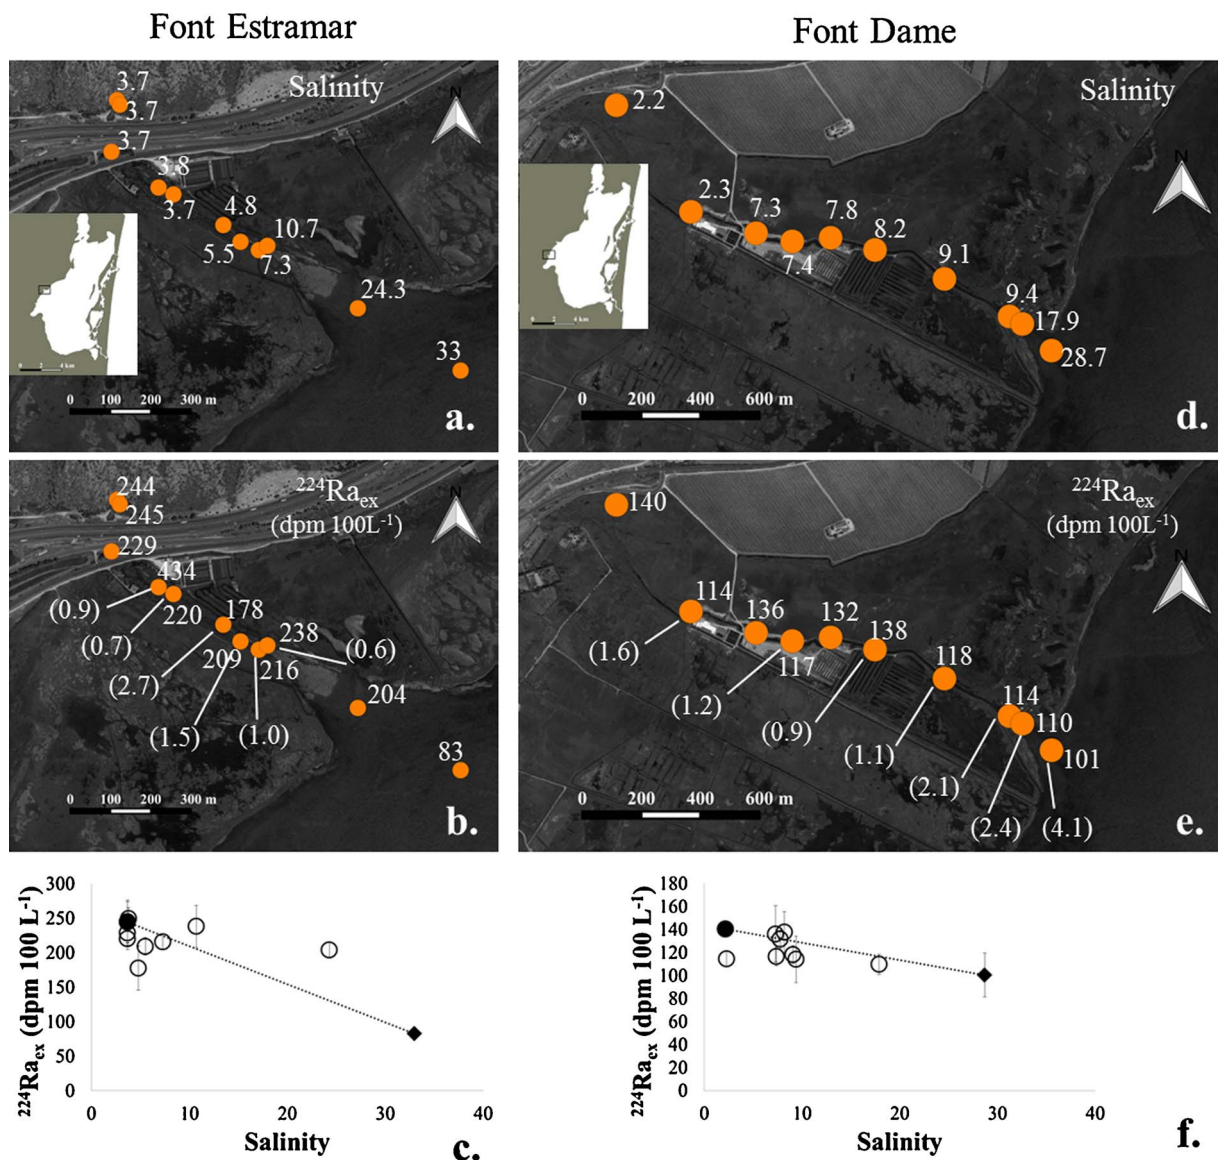 Font Estramar
Font Dame
Salinity
N
3.7
3.7
3.7
3.8
3.7
4.8
5.5
10.7
7.3
24.3
33
0 2 4 km
0 100 200 300 m
a.
Salinity
N
2.2
2.3
7.3
7.4
7.8
8.2
9.1
9.4
17.9
28.7
0 2 4 km
0 200 400 600 m
d.
²²⁴Raₑₓ
(dpm 100L⁻¹)
N
244
245
229
434
(0.9)
220
(0.7)
178
(2.7)
209
(1.5)
238
(0.6)
216
(1.0)
204
83
0 100 200 300 m
b.
²²⁴Raₑₓ
(dpm 100L⁻¹)
N
140
114
(1.6)
136
117
(1.2)
132
138
(0.9)
118
(1.1)
114
(2.1)
110
(2.4)
101
(4.1)
0 200 400 600 m
e.
²²⁴Raₑₓ (dpm 100 L⁻¹)
300
250
200
150
100
50
0
0 10 20 30 40
Salinity
c.
²²⁴Raₑₓ (dpm 100 L⁻¹)
180
160
140
120
100
80
60
40
20
0
0 10 20 30 40
Salinity
f.